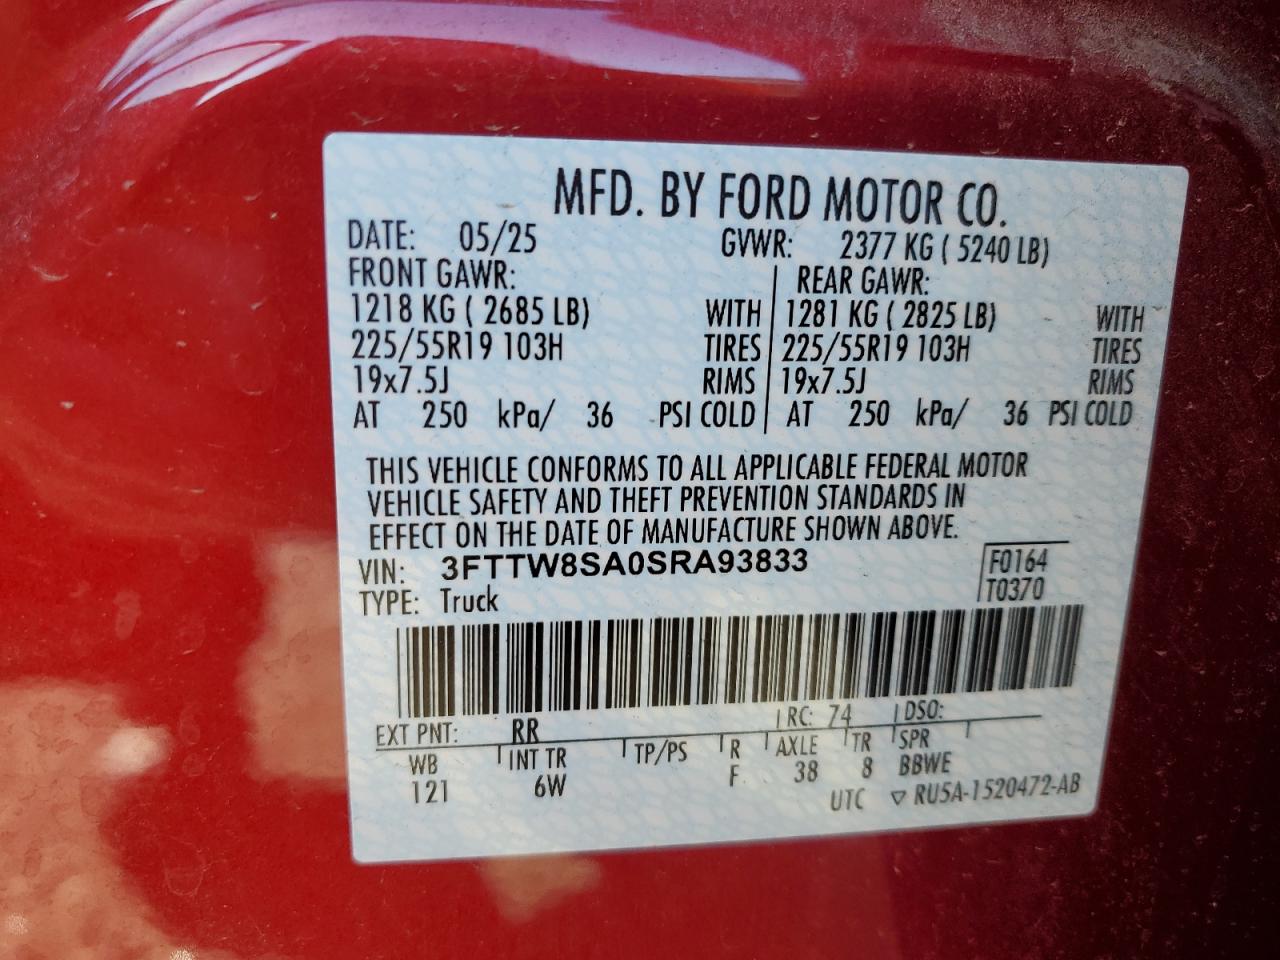 MFD. BY FORD MOTOR CO.
DATE: 05/25 GVWR: 2377 KG ( 5240 LB)
FRONT GAWR: REAR GAWR:
1218 KG ( 2685 LB) WITH 1281 KG ( 2825 LB) WITH
225/55R19 103H TIRES 225/55R19 103H TIRES
19x7.5J RIMS 19x7.5J RIMS
AT 250 kPa/ 36 PSI COLD AT 250 kPa/ 36 PSI COLD
THIS VEHICLE CONFORMS TO ALL APPLICABLE FEDERAL MOTOR
VEHICLE SAFETY AND THEFT PREVENTION STANDARDS IN
EFFECT ON THE DATE OF MANUFACTURE SHOWN ABOVE.
VIN: 3FTTW8SA0SRA93833 F0164
TYPE: Truck T0370
EXT PNT: RR RC: 74 DSO:
WB INT TR TP/PS R AXLE TR SPR
121 6W F 38 8 BBWE
UTC ▽ RU5A-1520472-AB